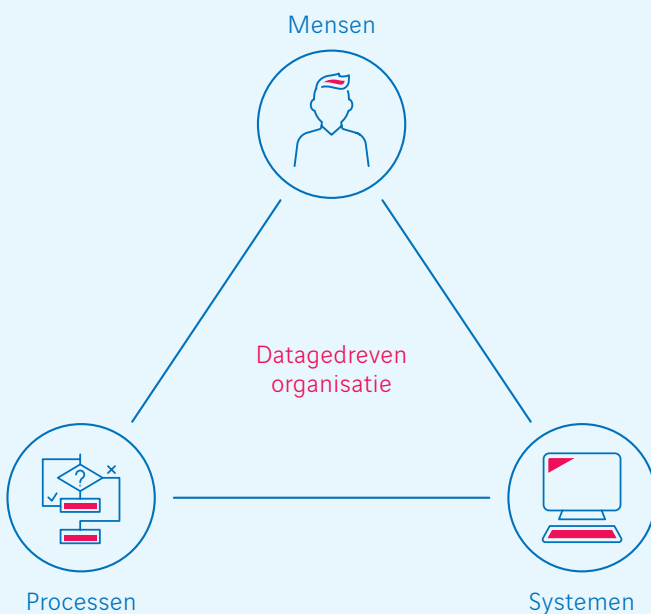 Mensen
Datagedreven
organisatie
?
Processen
Systemen